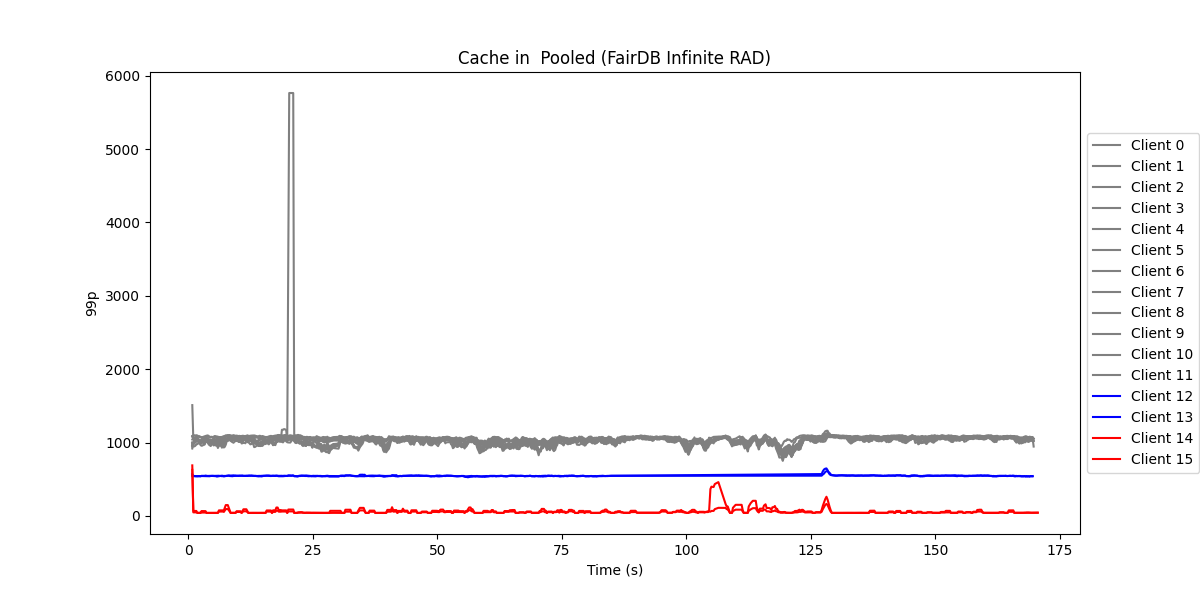 Cache in  Pooled (FairDB Infinite RAD)
6000
5000
4000
3000
2000
1000
0
99p
0 25 50 75 100 125 150 175
Time (s)
Client 0
Client 1
Client 2
Client 3
Client 4
Client 5
Client 6
Client 7
Client 8
Client 9
Client 10
Client 11
Client 12
Client 13
Client 14
Client 15